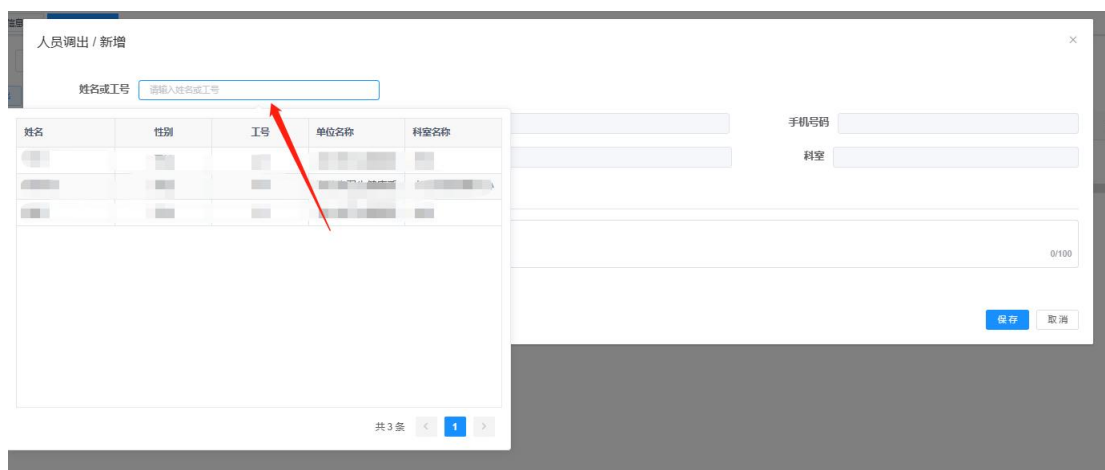 人员调出 / 新增
×
姓名或工号
请输入姓名或工号
姓名 性别 工号 单位名称 科室名称
手机号码
科室
0/100
保存 取消
共3条 < 1 >